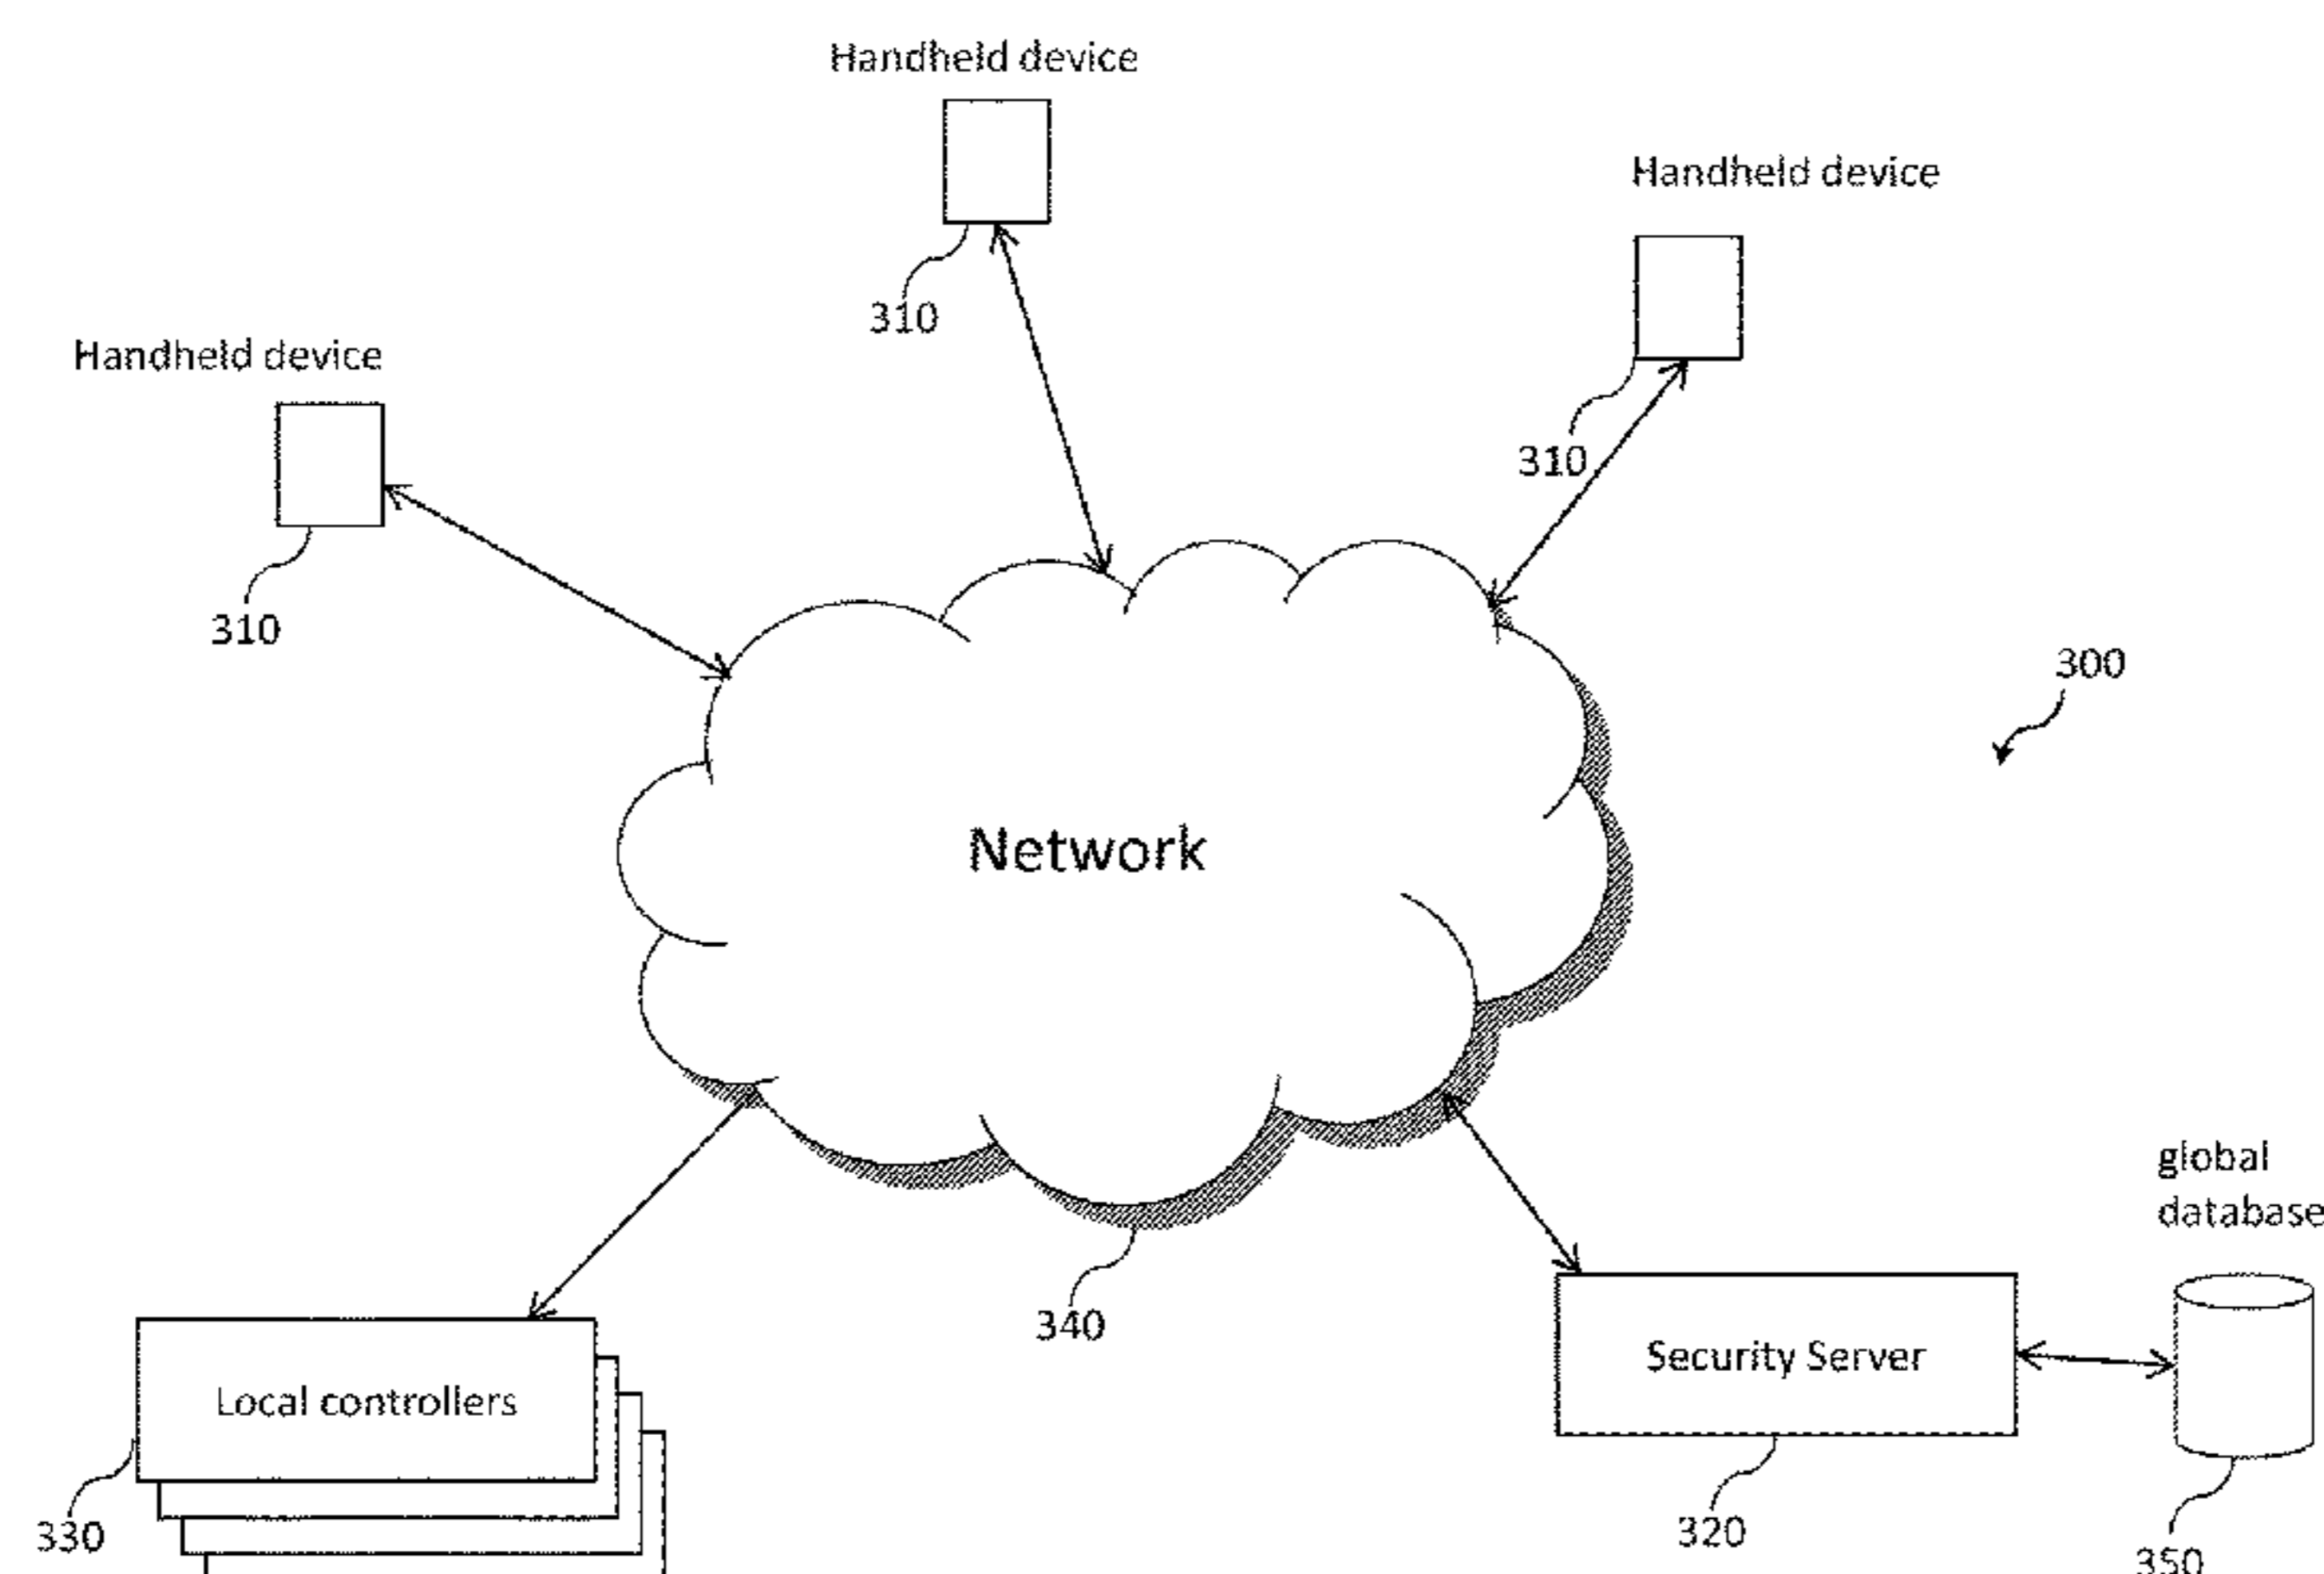 Handheld device
Handheld device
310
Handheld device
310
310
300
Network
global
database
340
Security Server
Local controllers
330
320
350